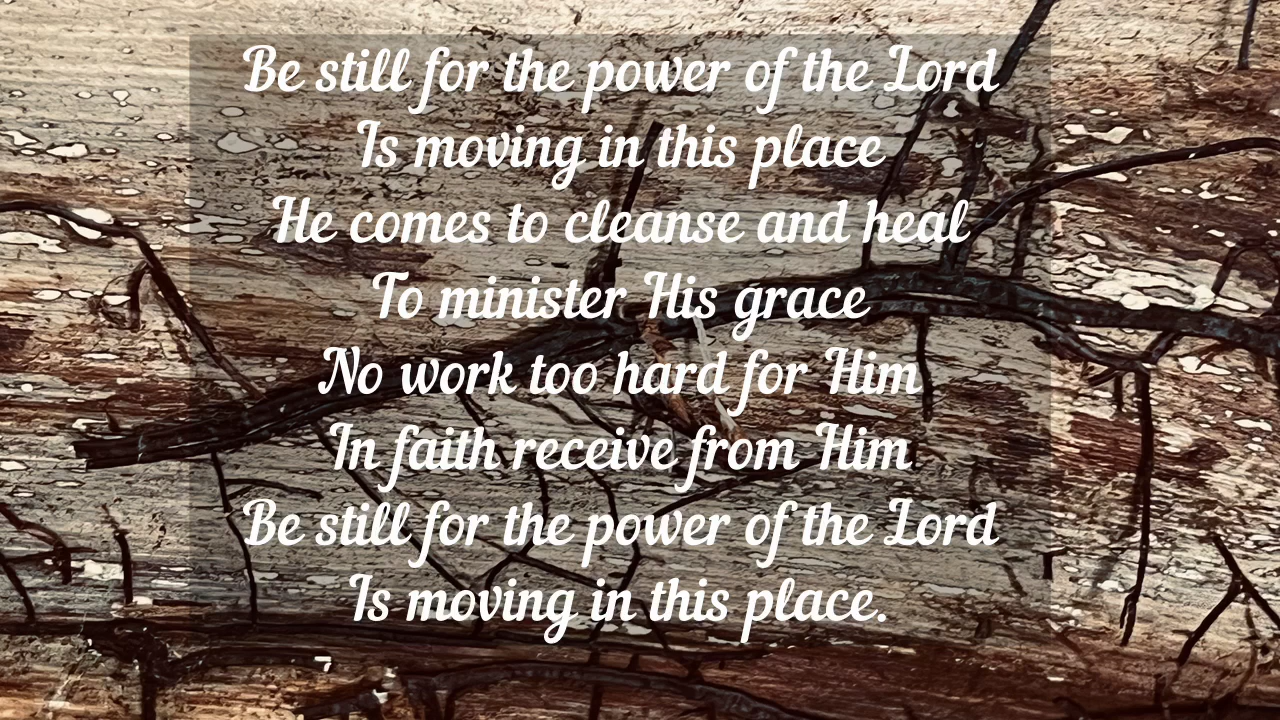 Be still for the power of the Lord
Is moving in this place
He comes to cleanse and heal
To minister His grace
No work too hard for Him
In faith receive from Him
Be still for the power of the Lord
Is moving in this place.